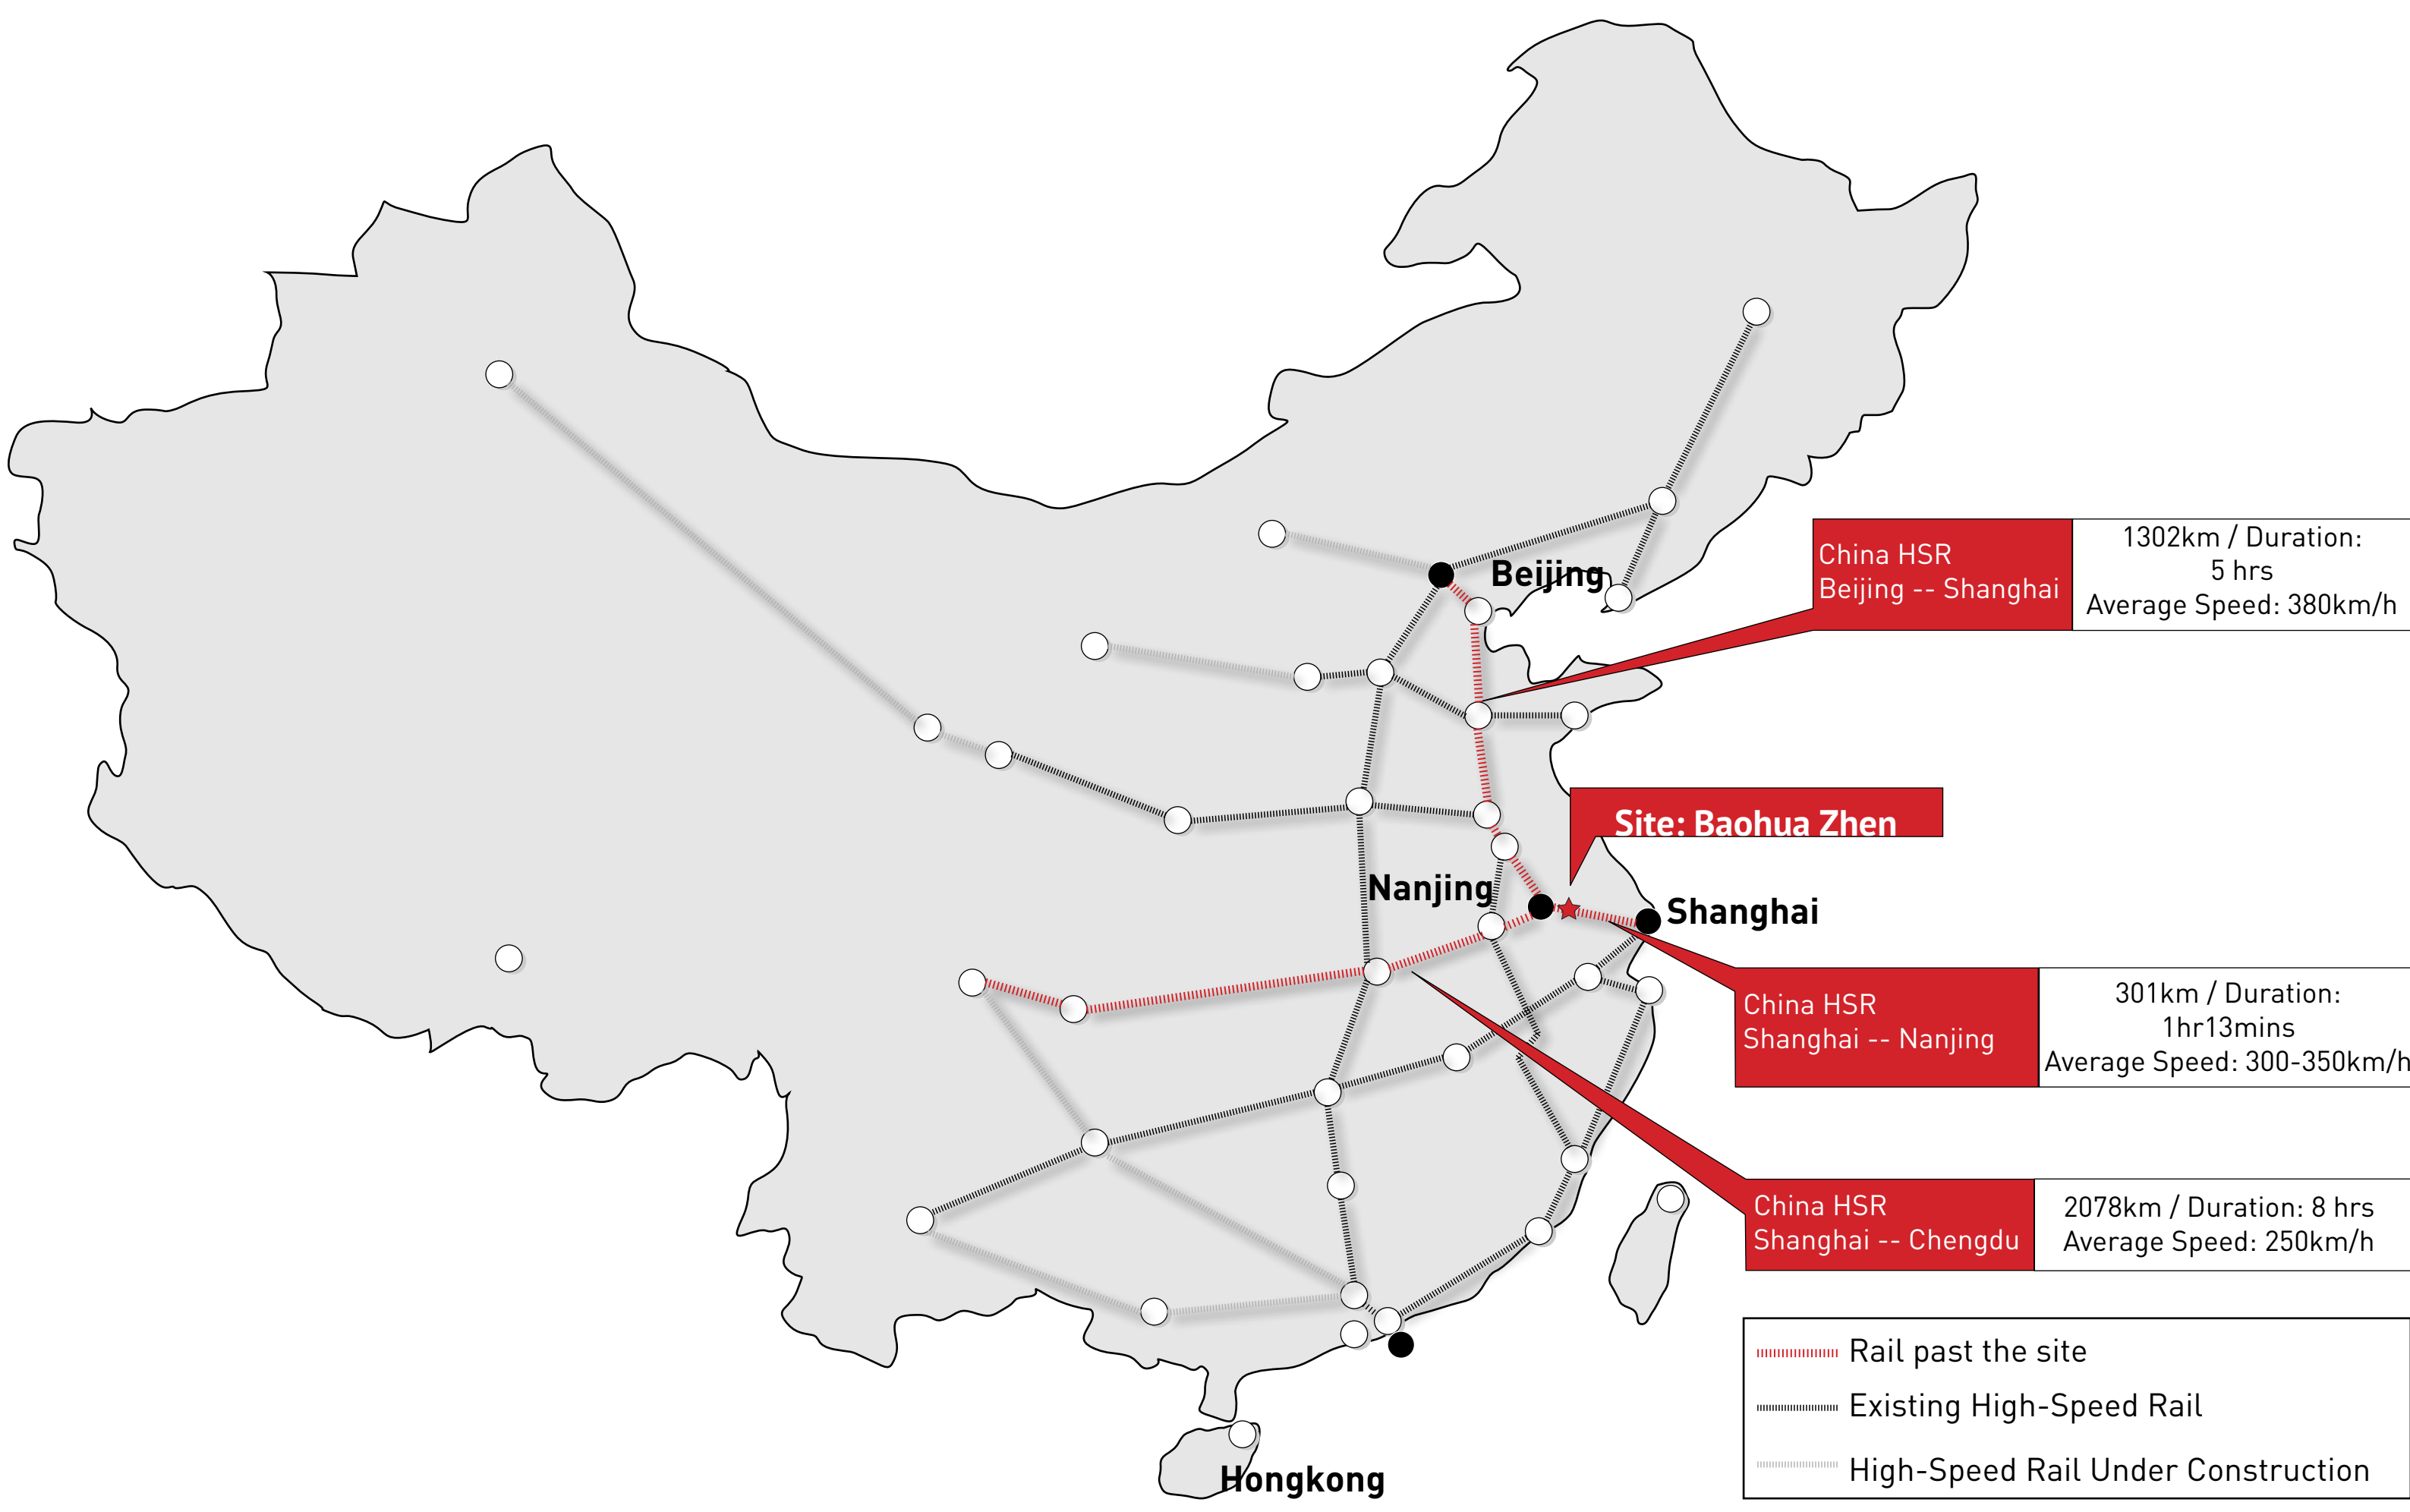 Beijing
China HSR
Beijing -- Shanghai
1302km / Duration:
5 hrs
Average Speed: 380km/h
Site: Baohua Zhen
Nanjing
Shanghai
China HSR
Shanghai -- Nanjing
301km / Duration:
1hr13mins
Average Speed: 300-350km/h
China HSR
Shanghai -- Chengdu
2078km / Duration: 8 hrs
Average Speed: 250km/h
Rail past the site
Existing High-Speed Rail
High-Speed Rail Under Construction
Hongkong